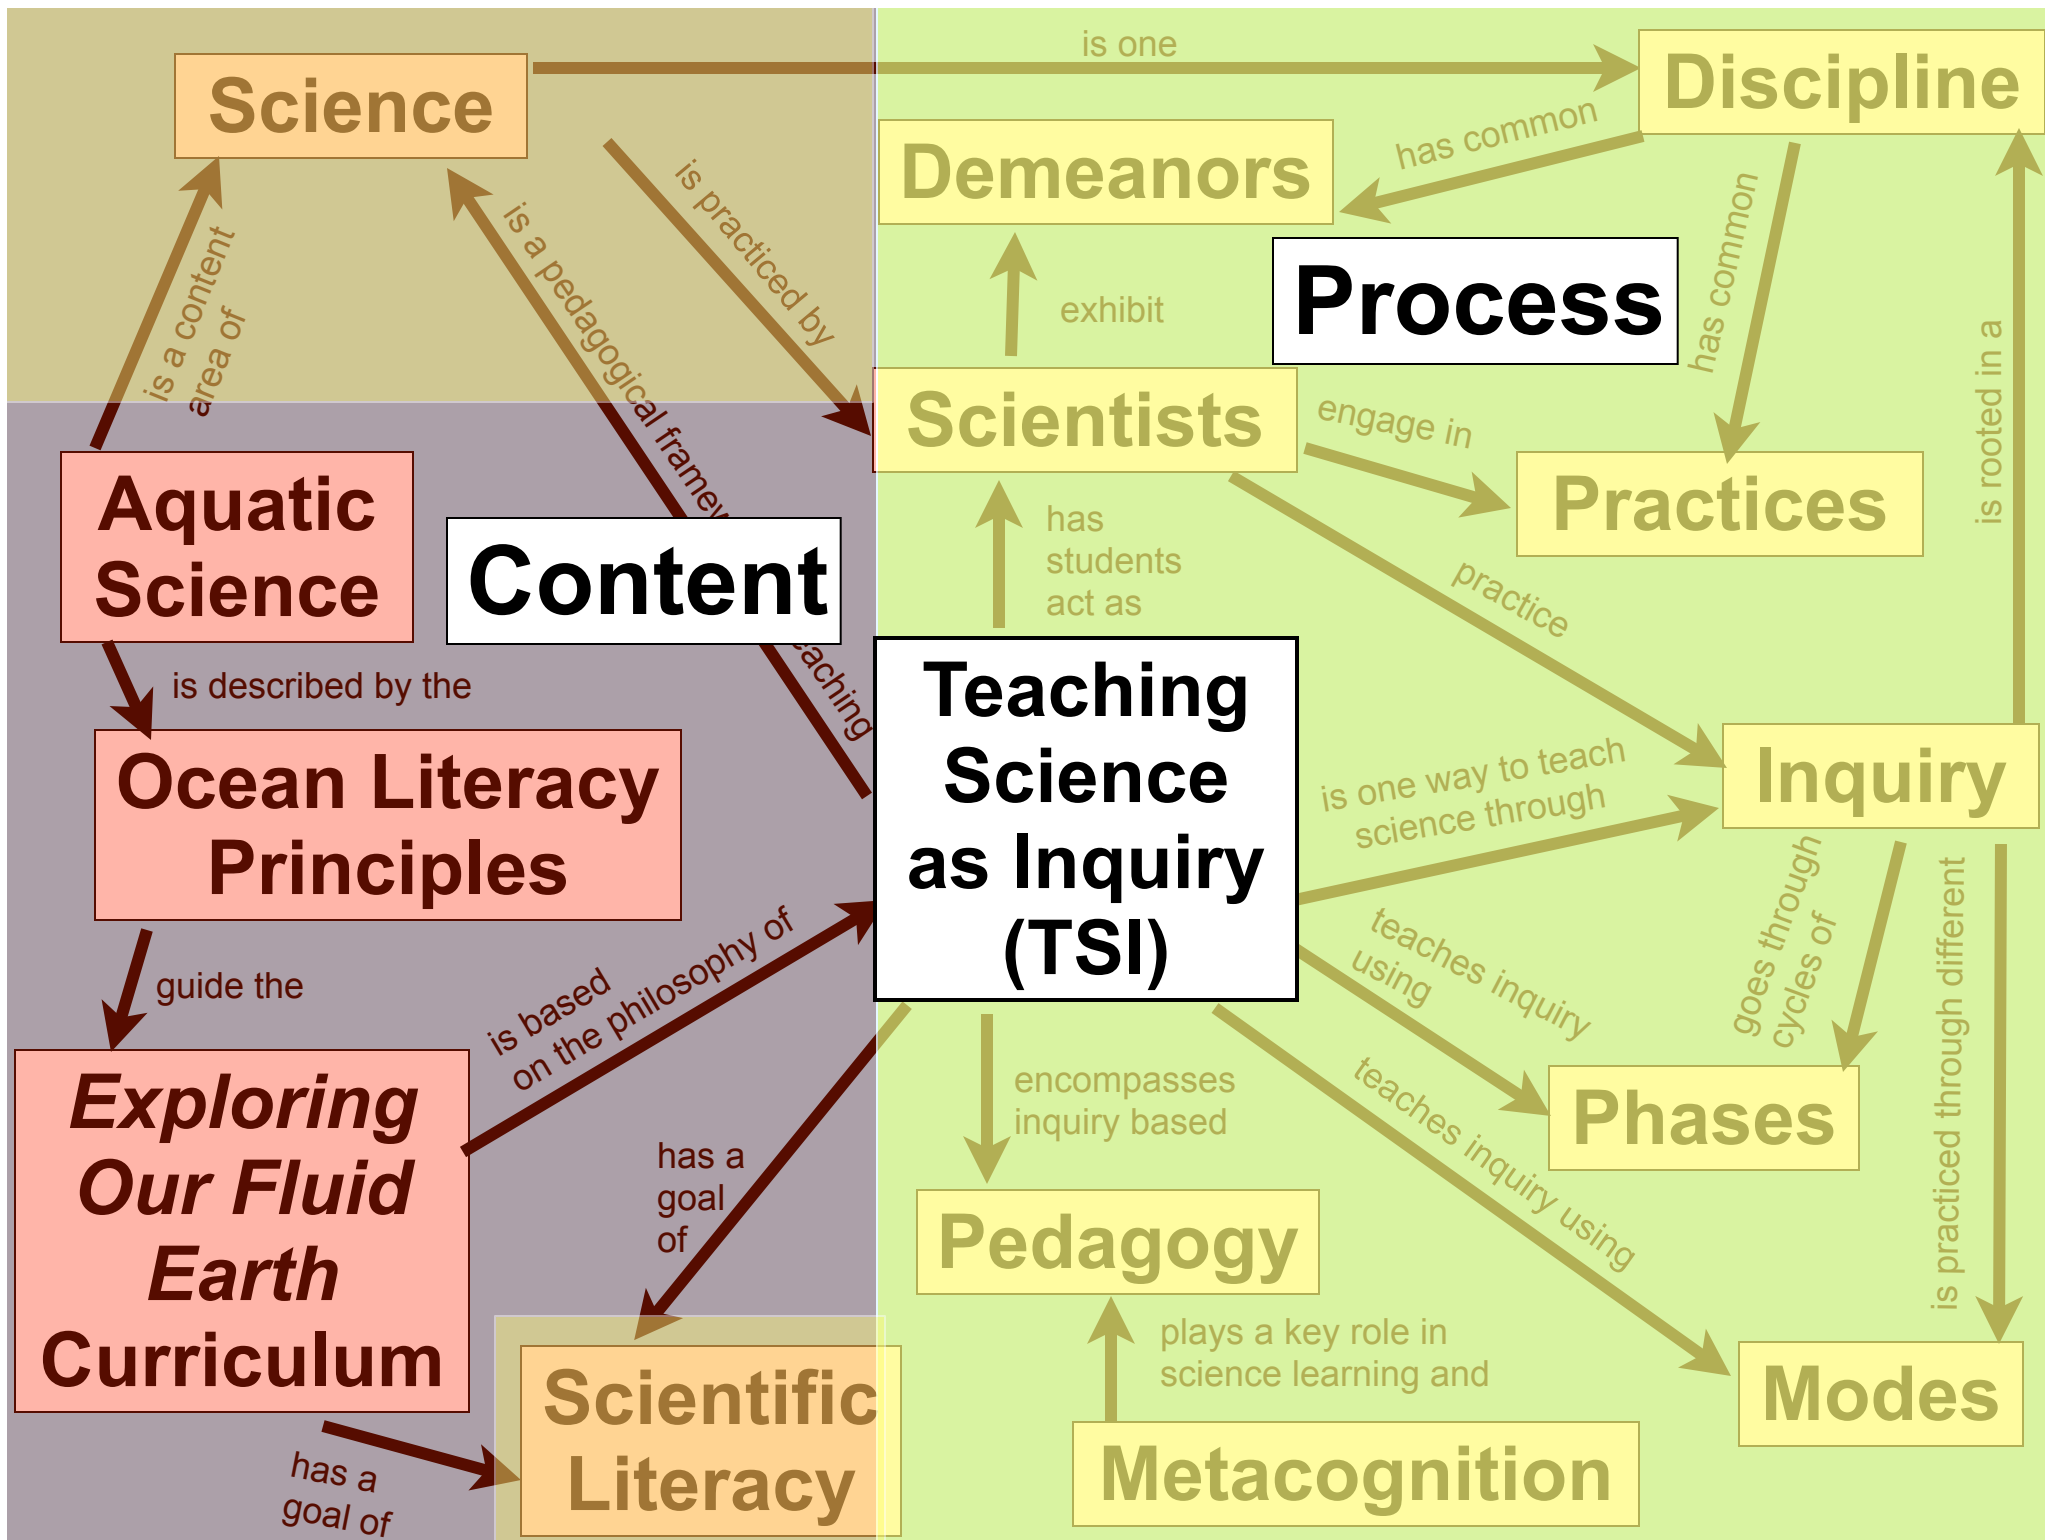 is one
Science
Discipline
has common
Demeanors
is practiced by
is a content
area of
is a pedagogical
teaching
has common
Process
exhibit
is rooted in a
Scientists
engage in
Practices
Aquatic
Science
Content
has
students
act as
practice
is described by the
Teaching
Science
as Inquiry
(TSI)
Ocean Literacy
Principles
is one way to teach
science through
Inquiry
guide the
is based
on the philosophy of
teaches inquiry
using
goes through
cycles of
is practiced through different
Exploring
Our Fluid
Earth
Curriculum
has a
goal
of
encompasses
inquiry based
teaches inquiry using
Phases
Pedagogy
plays a key role in
science learning and
Modes
Scientific
Literacy
Metacognition
has a
goal of